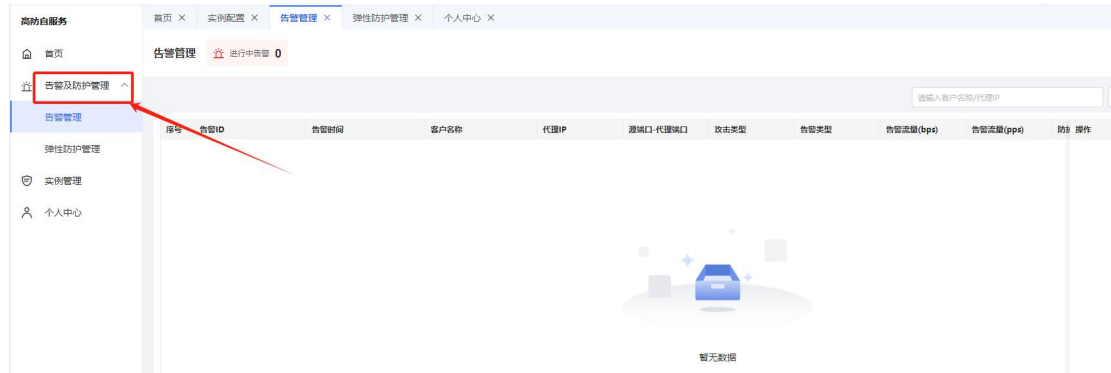 高防自服务
首页 × 实例配置 × 告警管理 × 弹性防护管理 × 个人中心 ×
首页
告警管理 进行中告警 0
告警及防护管理
请输入客户名称/代理IP
告警管理
序号 告警ID 告警时间 客户名称 代理IP 源端口-代理端口 攻击类型 告警类型 告警流量(bps) 告警流量(pps) 防护 操作
弹性防护管理
实例管理
个人中心
暂无数据